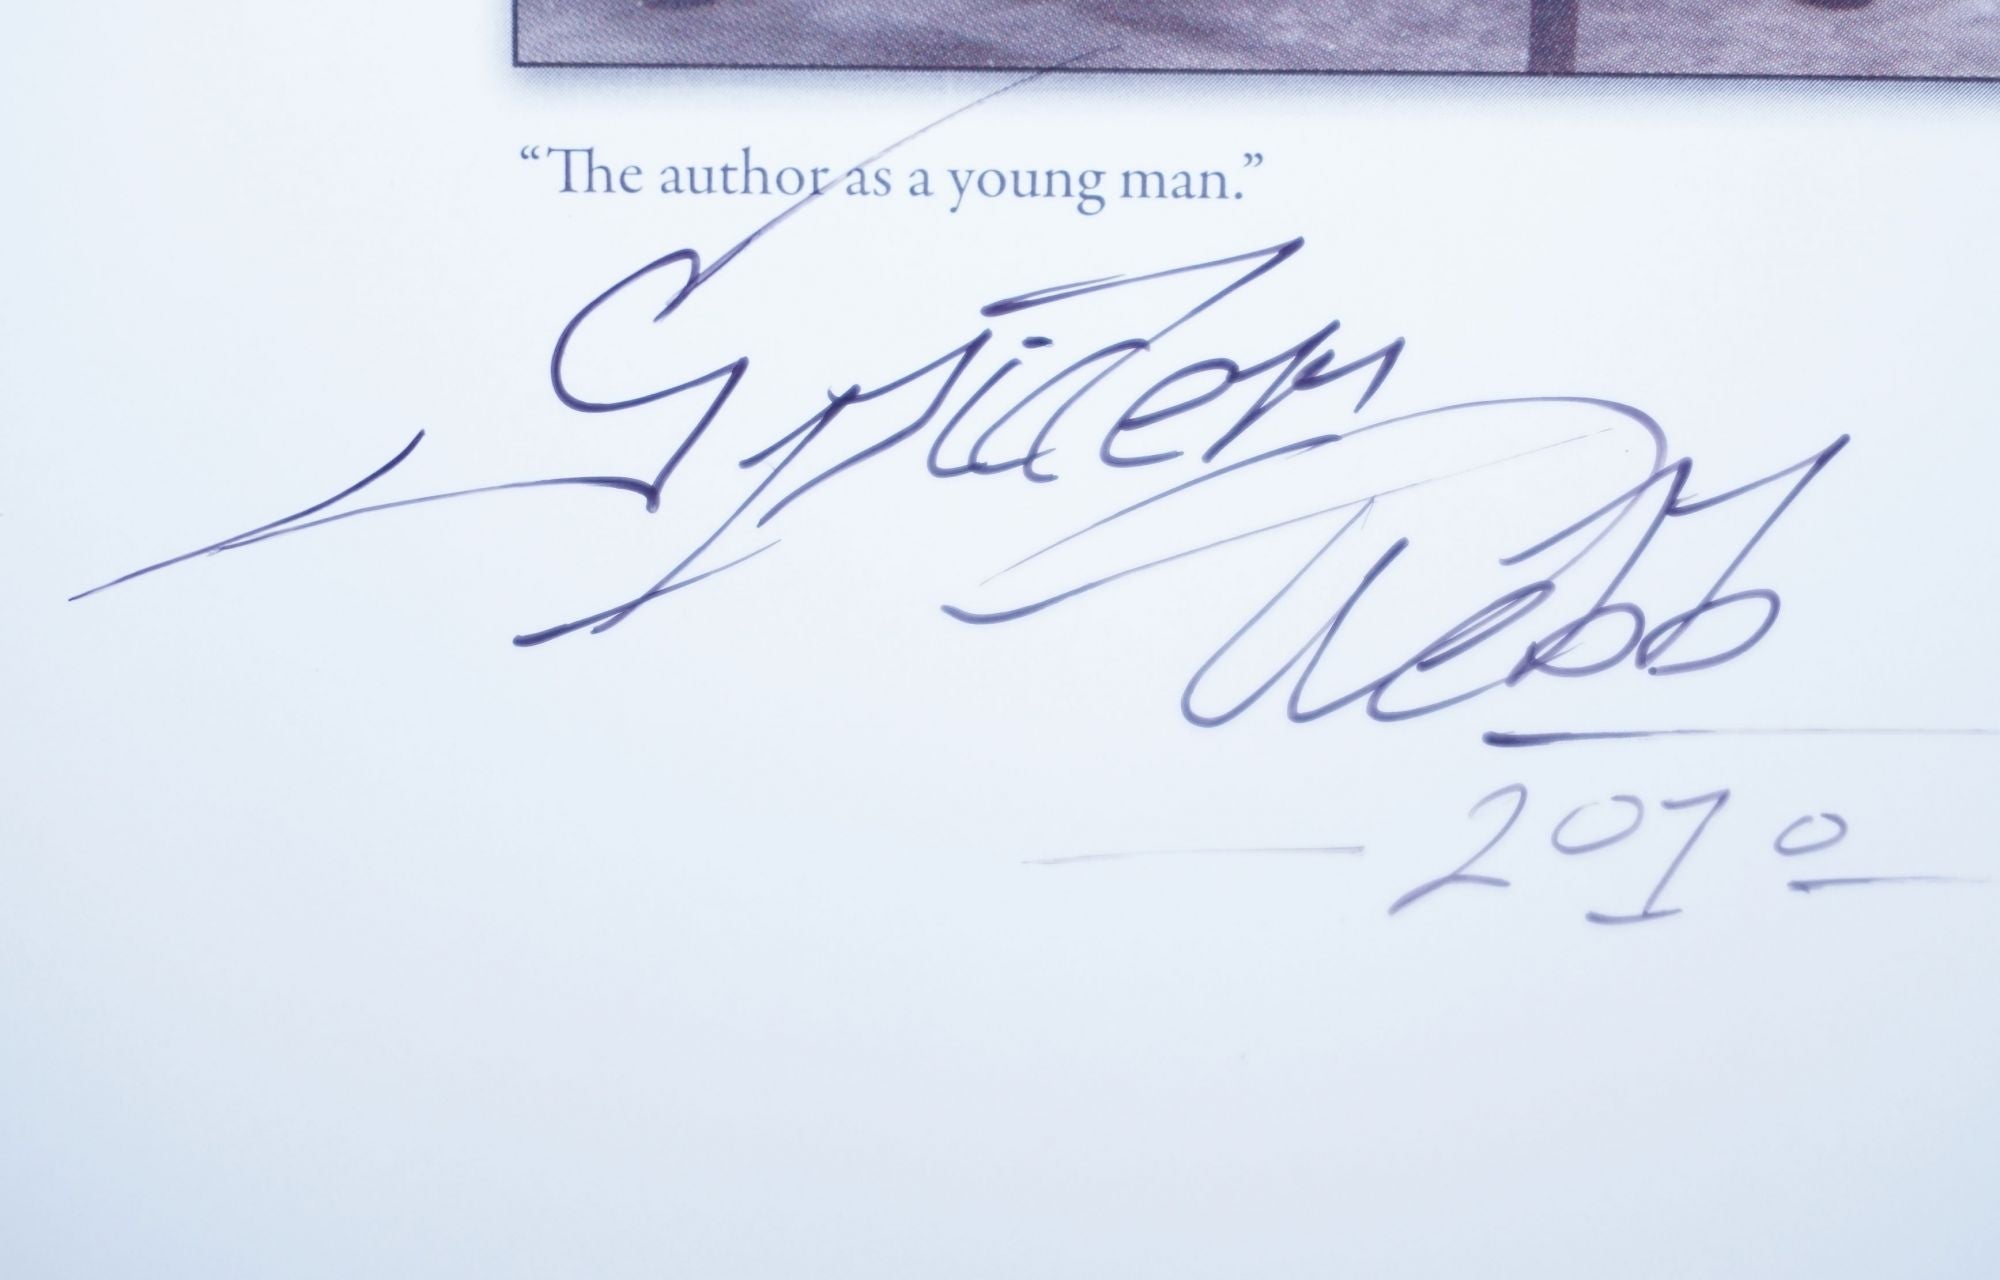 “The author as a young man.”
Spider
Webb
2010